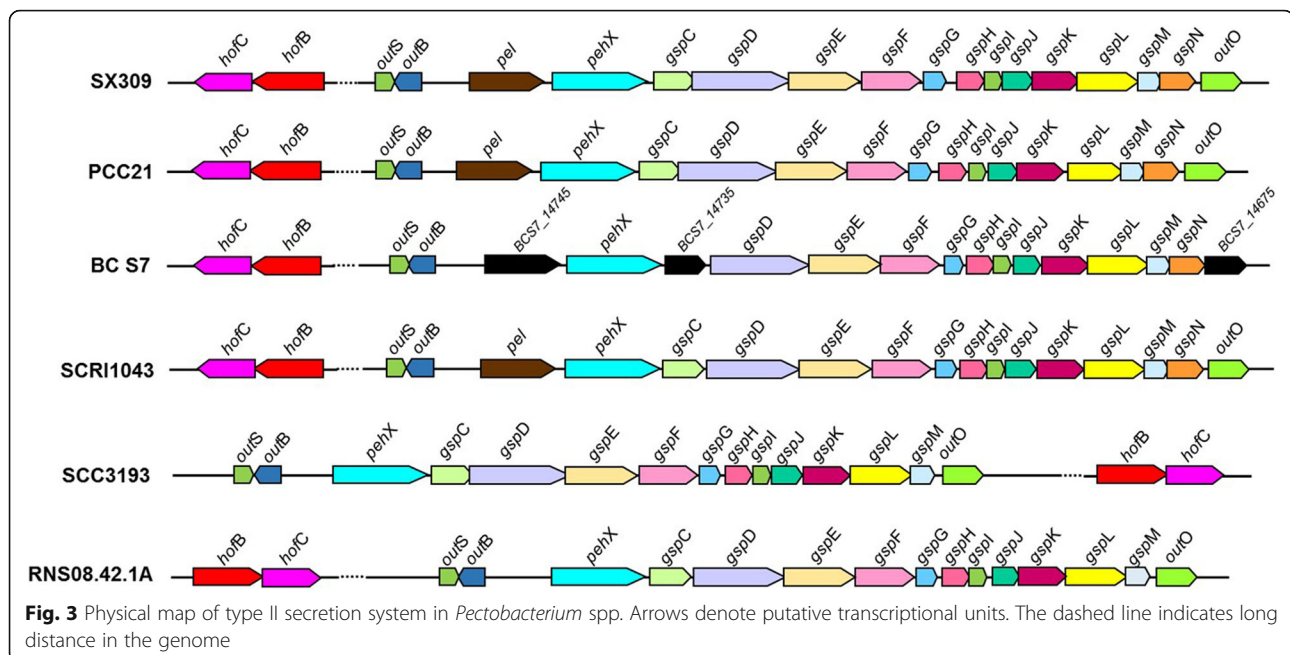 hofC hofB outS outB pel pehX gspC gspD gspE gspF gspG gspH gspI gspJ gspK gspL gspM gspN outO
SX309
hofC hofB outS outB pel pehX gspC gspD gspE gspF gspG gspH gspI gspJ gspK gspL gspM gspN outO
PCC21
hofC hofB outS outB BCS7_14745 pehX BCS7_14735 gspD gspE gspF gspG gspH gspI gspJ gspK gspL gspM gspN BCS7_14675
BC S7
hofC hofB outS outB pel pehX gspC gspD gspE gspF gspG gspH gspI gspJ gspK gspL gspM gspN outO
SCRI1043
outS outB pehX gspC gspD gspE gspF gspG gspH gspI gspJ gspK gspL gspM outO hofB hofC
SCC3193
hofB hofC outS outB pehX gspC gspD gspE gspF gspG gspH gspI gspJ gspK gspL gspM outO
RNS08.42.1A
Fig. 3 Physical map of type II secretion system in Pectobacterium spp. Arrows denote putative transcriptional units. The dashed line indicates long
distance in the genome